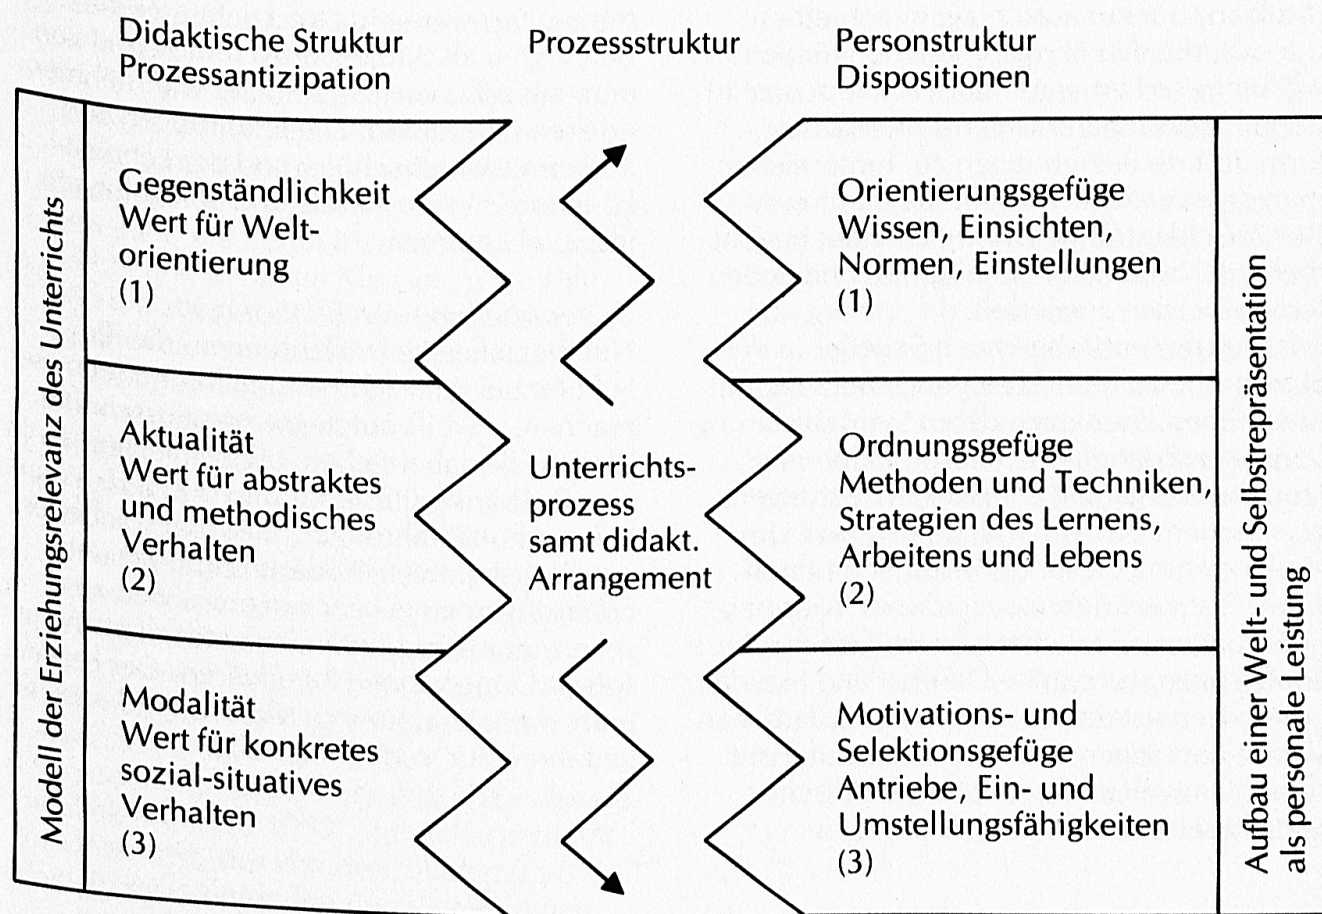 Didaktische Struktur
Prozessantizipation
Prozessstruktur
Personstruktur
Dispositionen
Modell der Erziehungsrelevanz des Unterrichts
Gegenständlichkeit
Wert für Welt-
orientierung
(1)
Aktualität
Wert für abstraktes
und methodisches
Verhalten
(2)
Modalität
Wert für konkretes
sozial-situatives
Verhalten
(3)
Unterrichts-
prozess
samt didakt.
Arrangement
Orientierungsgefüge
Wissen, Einsichten,
Normen, Einstellungen
(1)
Ordnungsgefüge
Methoden und Techniken,
Strategien des Lernens,
Arbeitens und Lebens
(2)
Motivations- und
Selektionsgefüge
Antriebe, Ein- und
Umstellungsfähigkeiten
(3)
Aufbau einer Welt- und Selbstrepräsentation
als personale Leistung